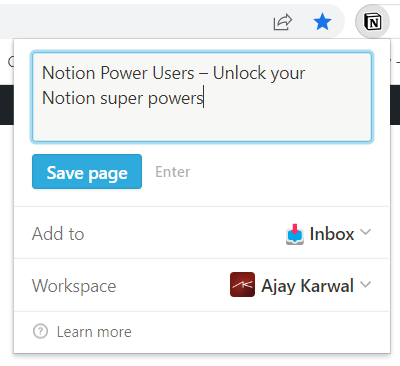 Notion Power Users – Unlock your
Notion super powers
Save page Enter
Add to Inbox
Workspace Ajay Karwal
Learn more